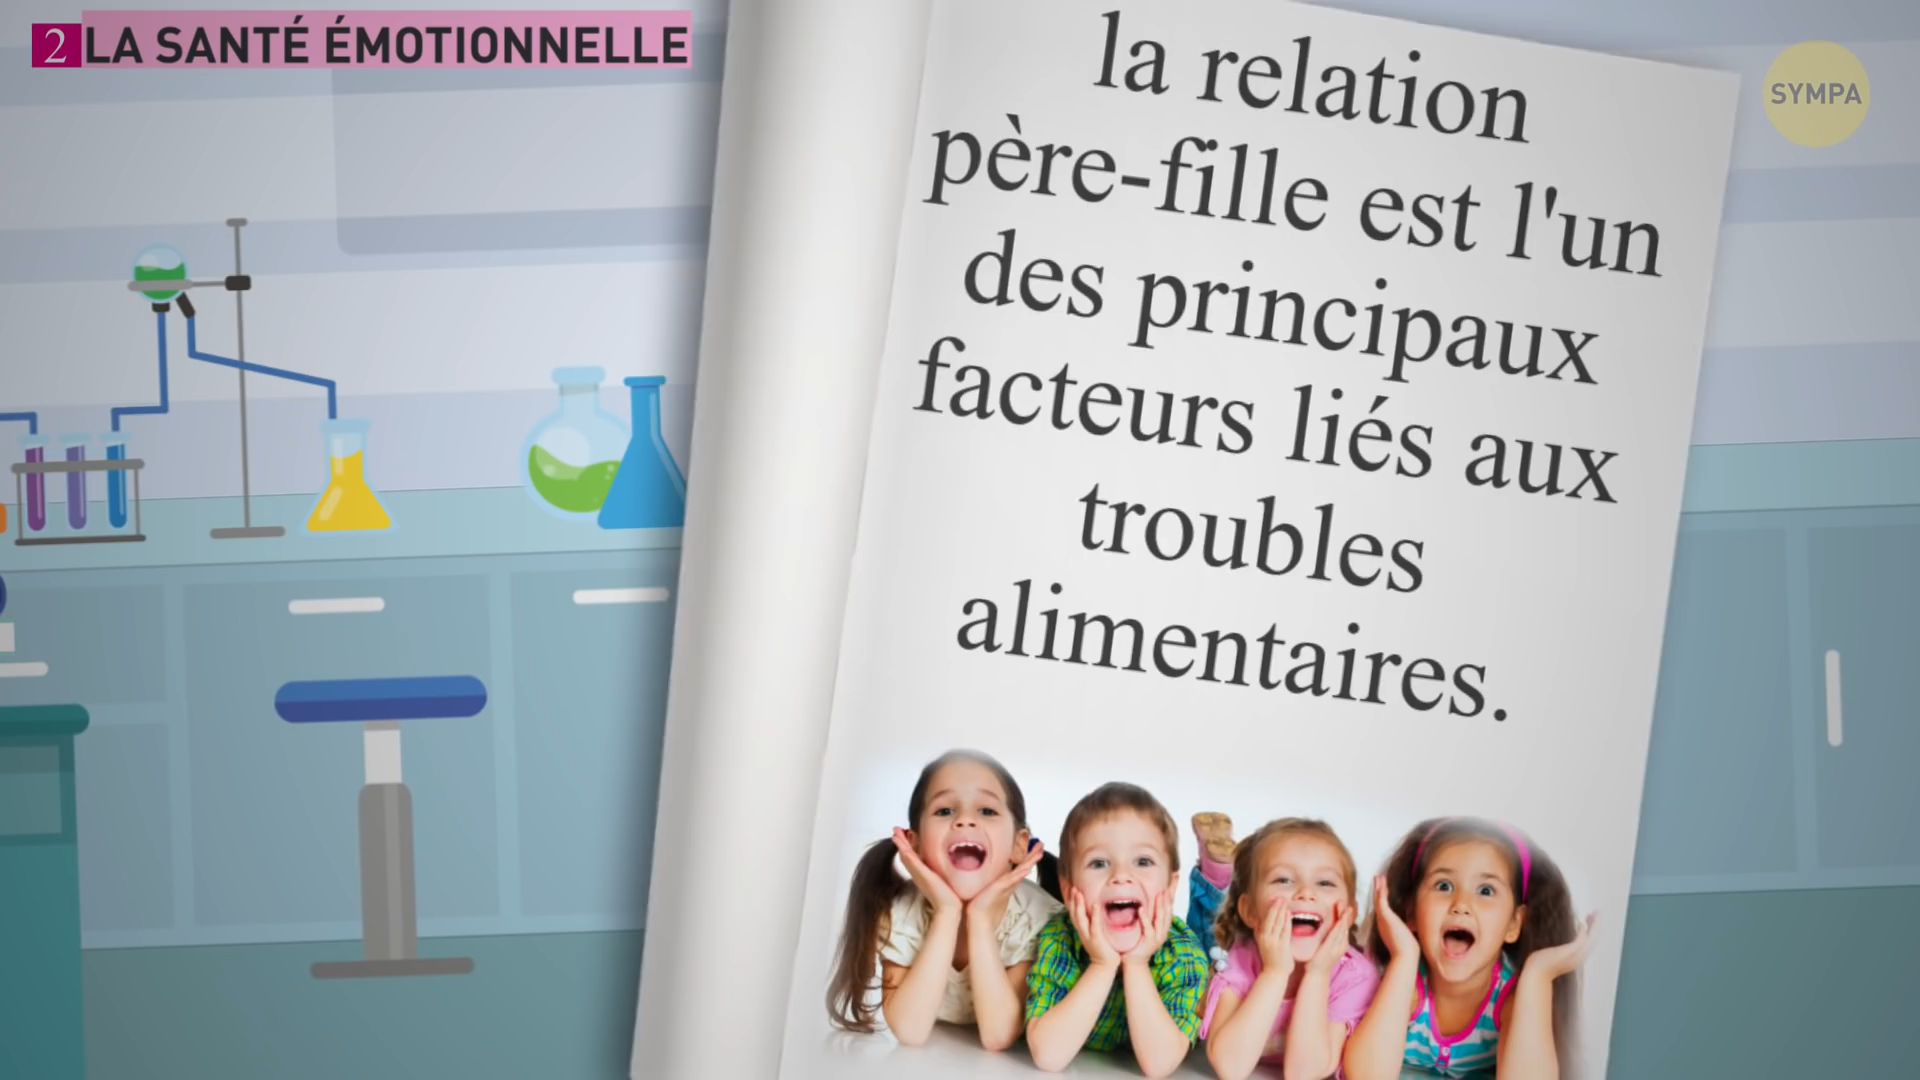 2 LA SANTÉ ÉMOTIONNELLE
SYMPA
la relation
père-fille est l'un
des principaux
facteurs liés aux
troubles
alimentaires.